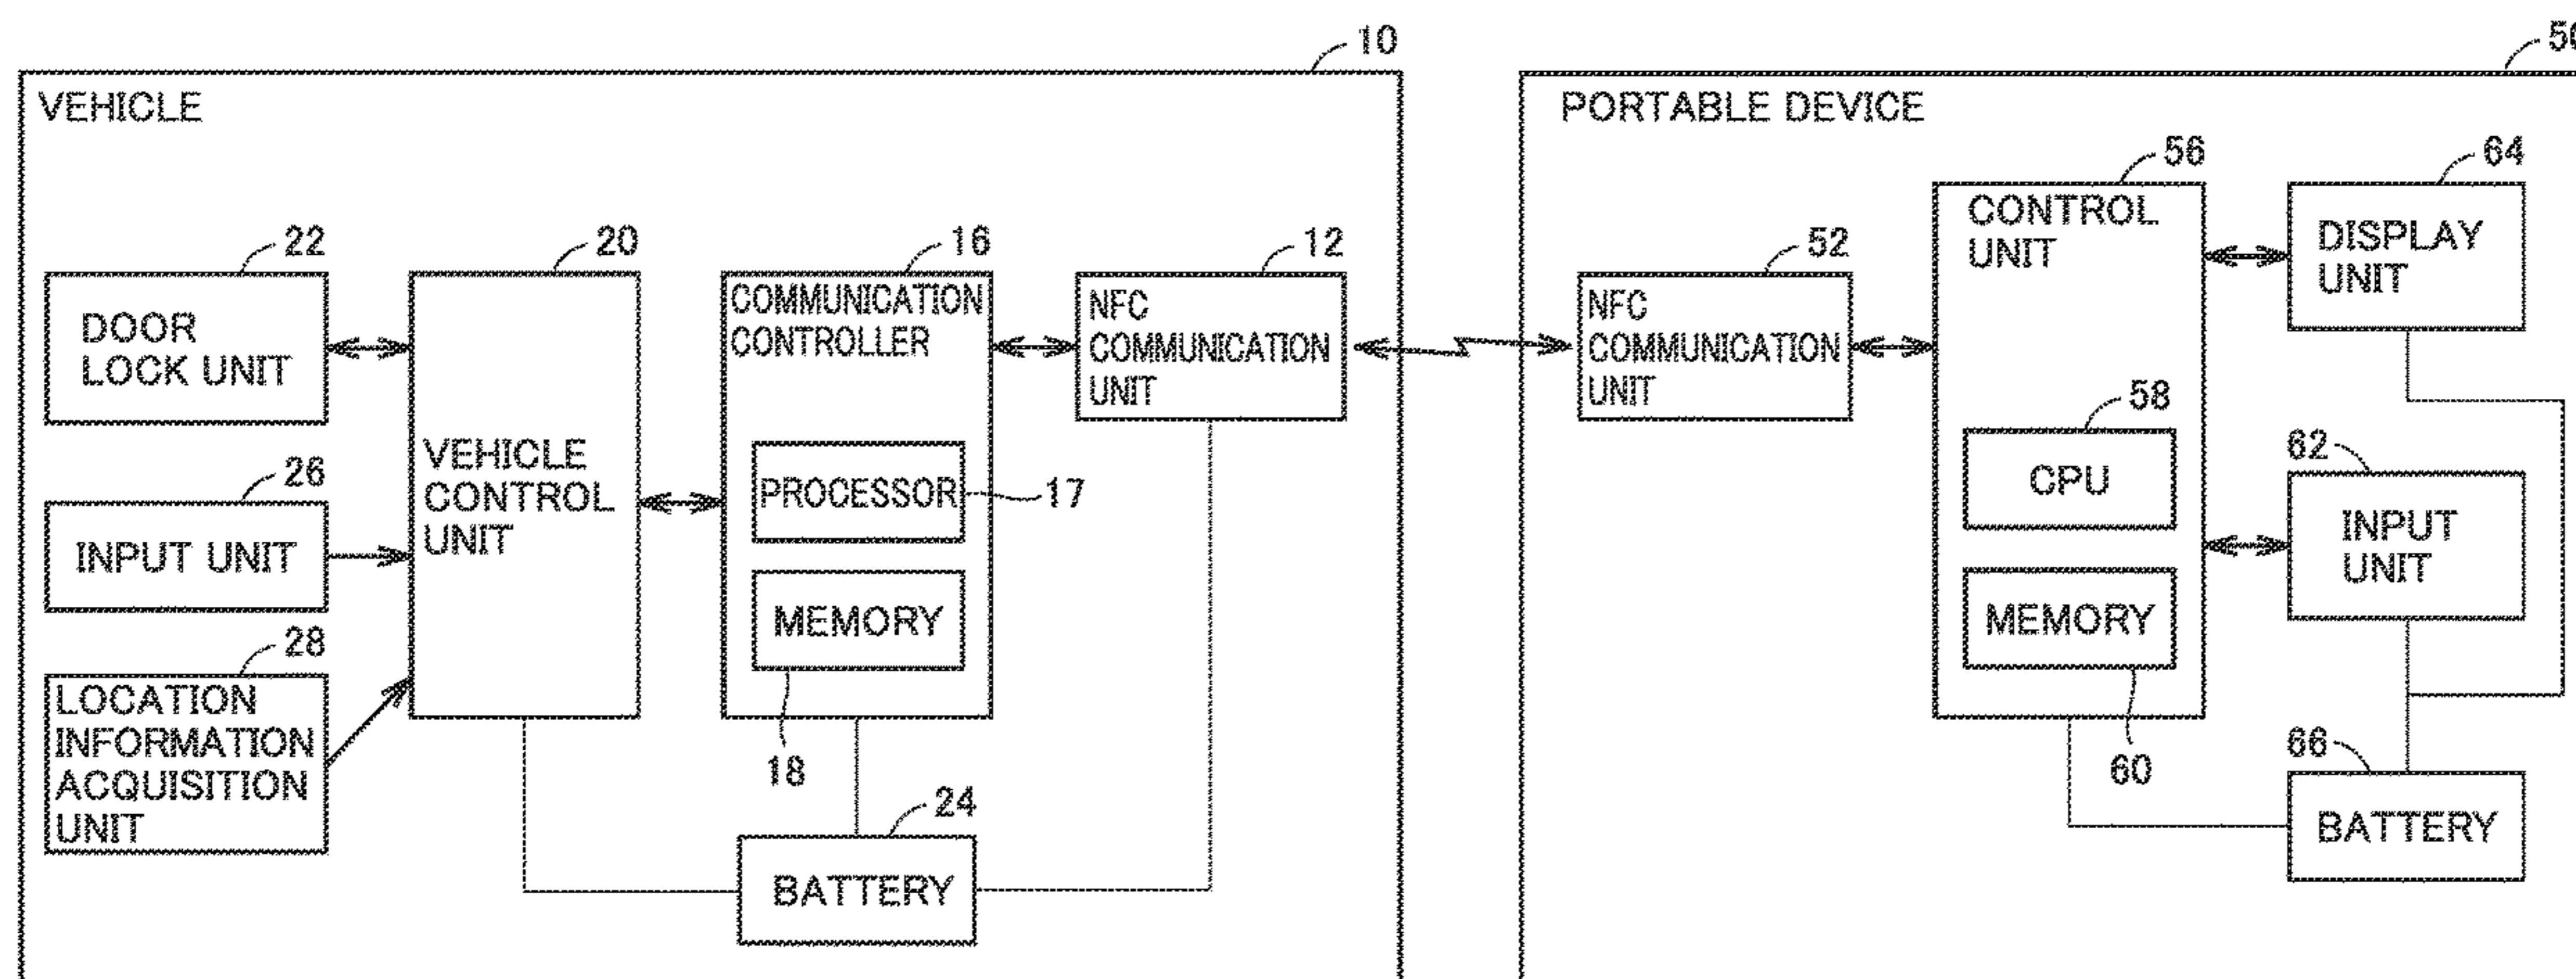 10
50
VEHICLE
PORTABLE DEVICE
22
20
16
12
52
56
64
DOOR
LOCK UNIT
26
INPUT UNIT
28
LOCATION
INFORMATION
ACQUISITION
UNIT
VEHICLE
CONTROL
UNIT
COMMUNICATION
CONTROLLER
PROCESSOR
17
MEMORY
18
NFC
COMMUNICATION
UNIT
24
BATTERY
NFC
COMMUNICATION
UNIT
CONTROL
UNIT
58
CPU
MEMORY
60
DISPLAY
UNIT
62
INPUT
UNIT
66
BATTERY